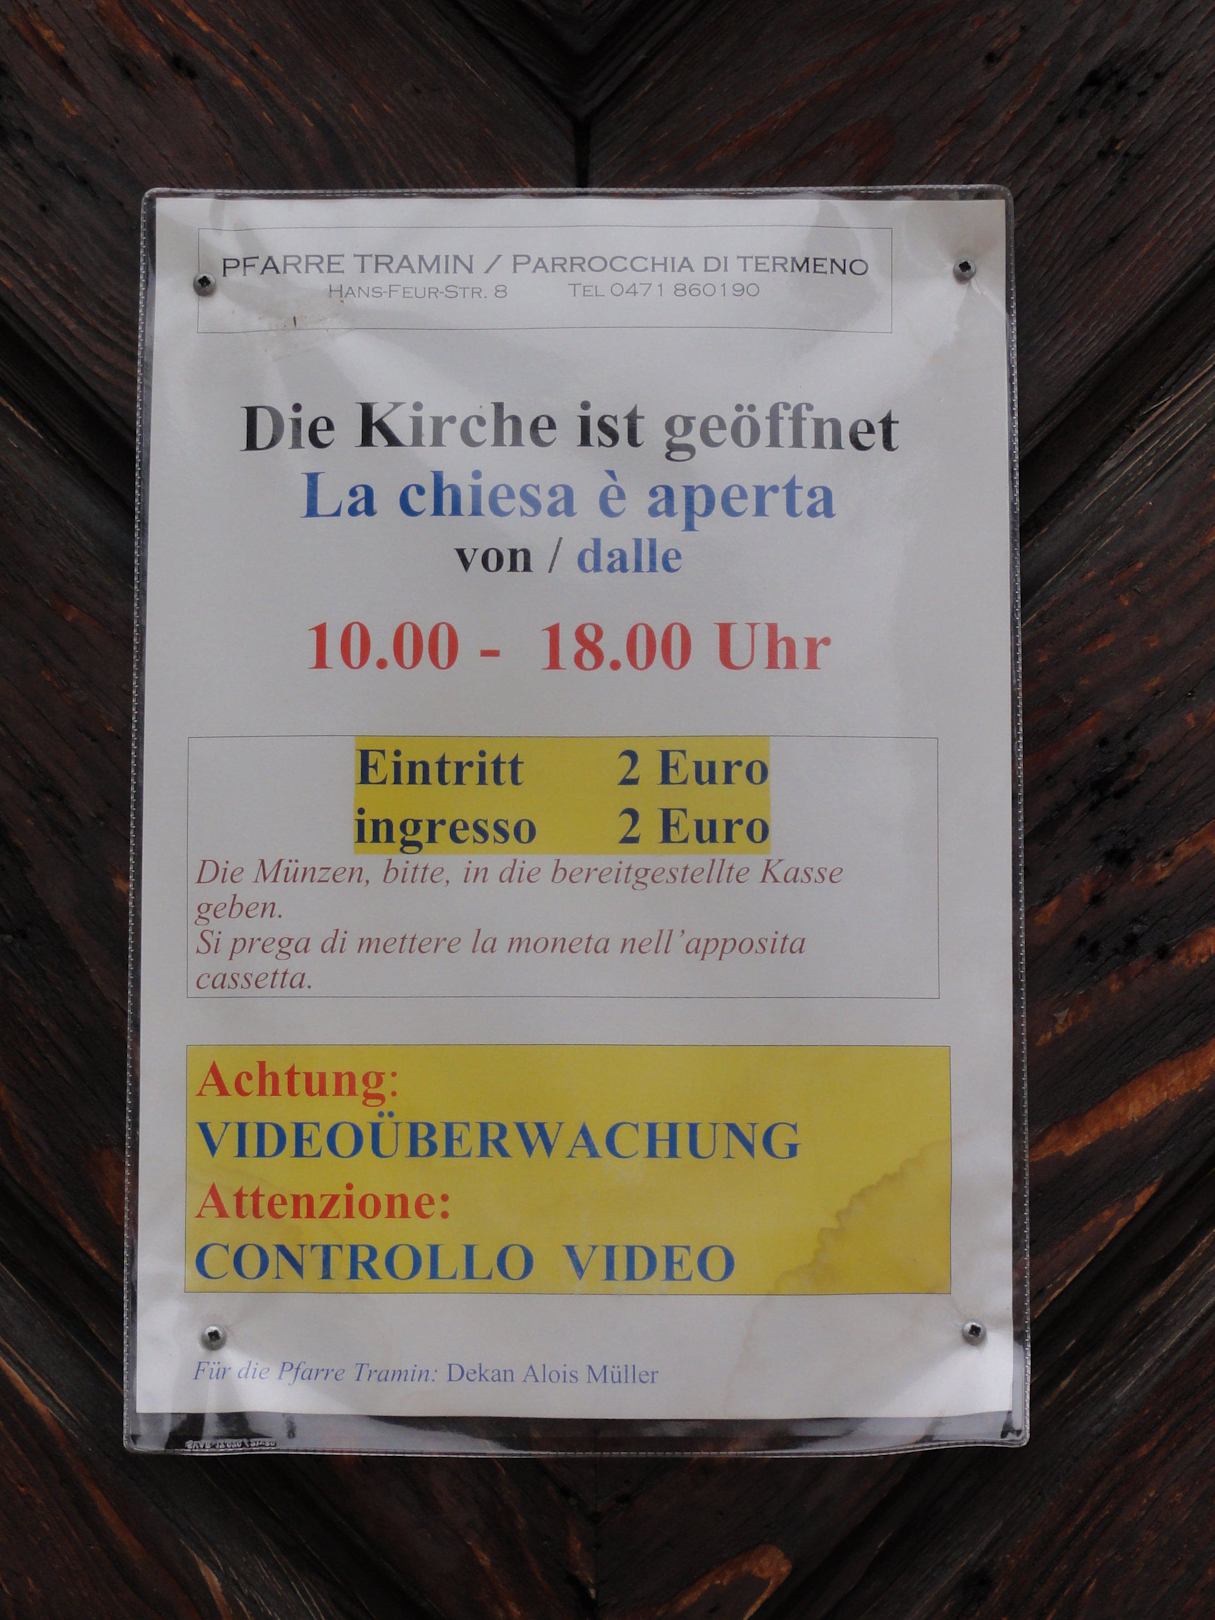 PFARRE TRAMIN / PARROCCHIA DI TERMENO
HANS-FEUR-STR. 8 TEL 0471 860190
Die Kirche ist geöffnet
La chiesa è aperta
von / dalle
10.00 - 18.00 Uhr
Eintritt 2 Euro
ingresso 2 Euro
Die Münzen, bitte, in die bereitgestellte Kasse
geben.
Si prega di mettere la moneta nell'apposita
cassetta.
Achtung:
VIDEOÜBERWACHUNG
Attenzione:
CONTROLLO VIDEO
Für die Pfarre Tramin: Dekan Alois Müller